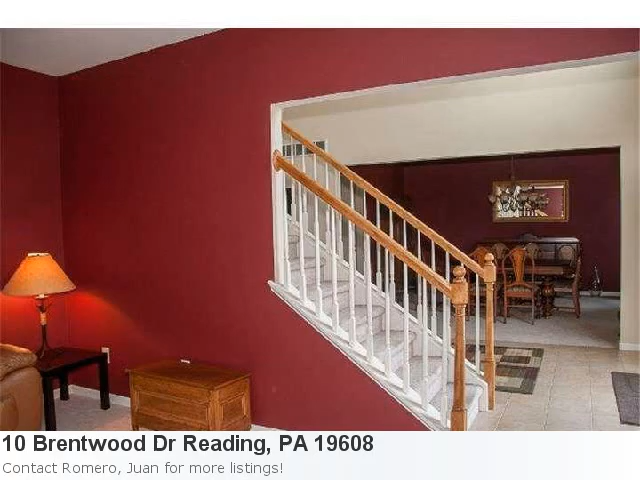 10 Brentwood Dr Reading, PA 19608
Contact Romero, Juan for more listings!